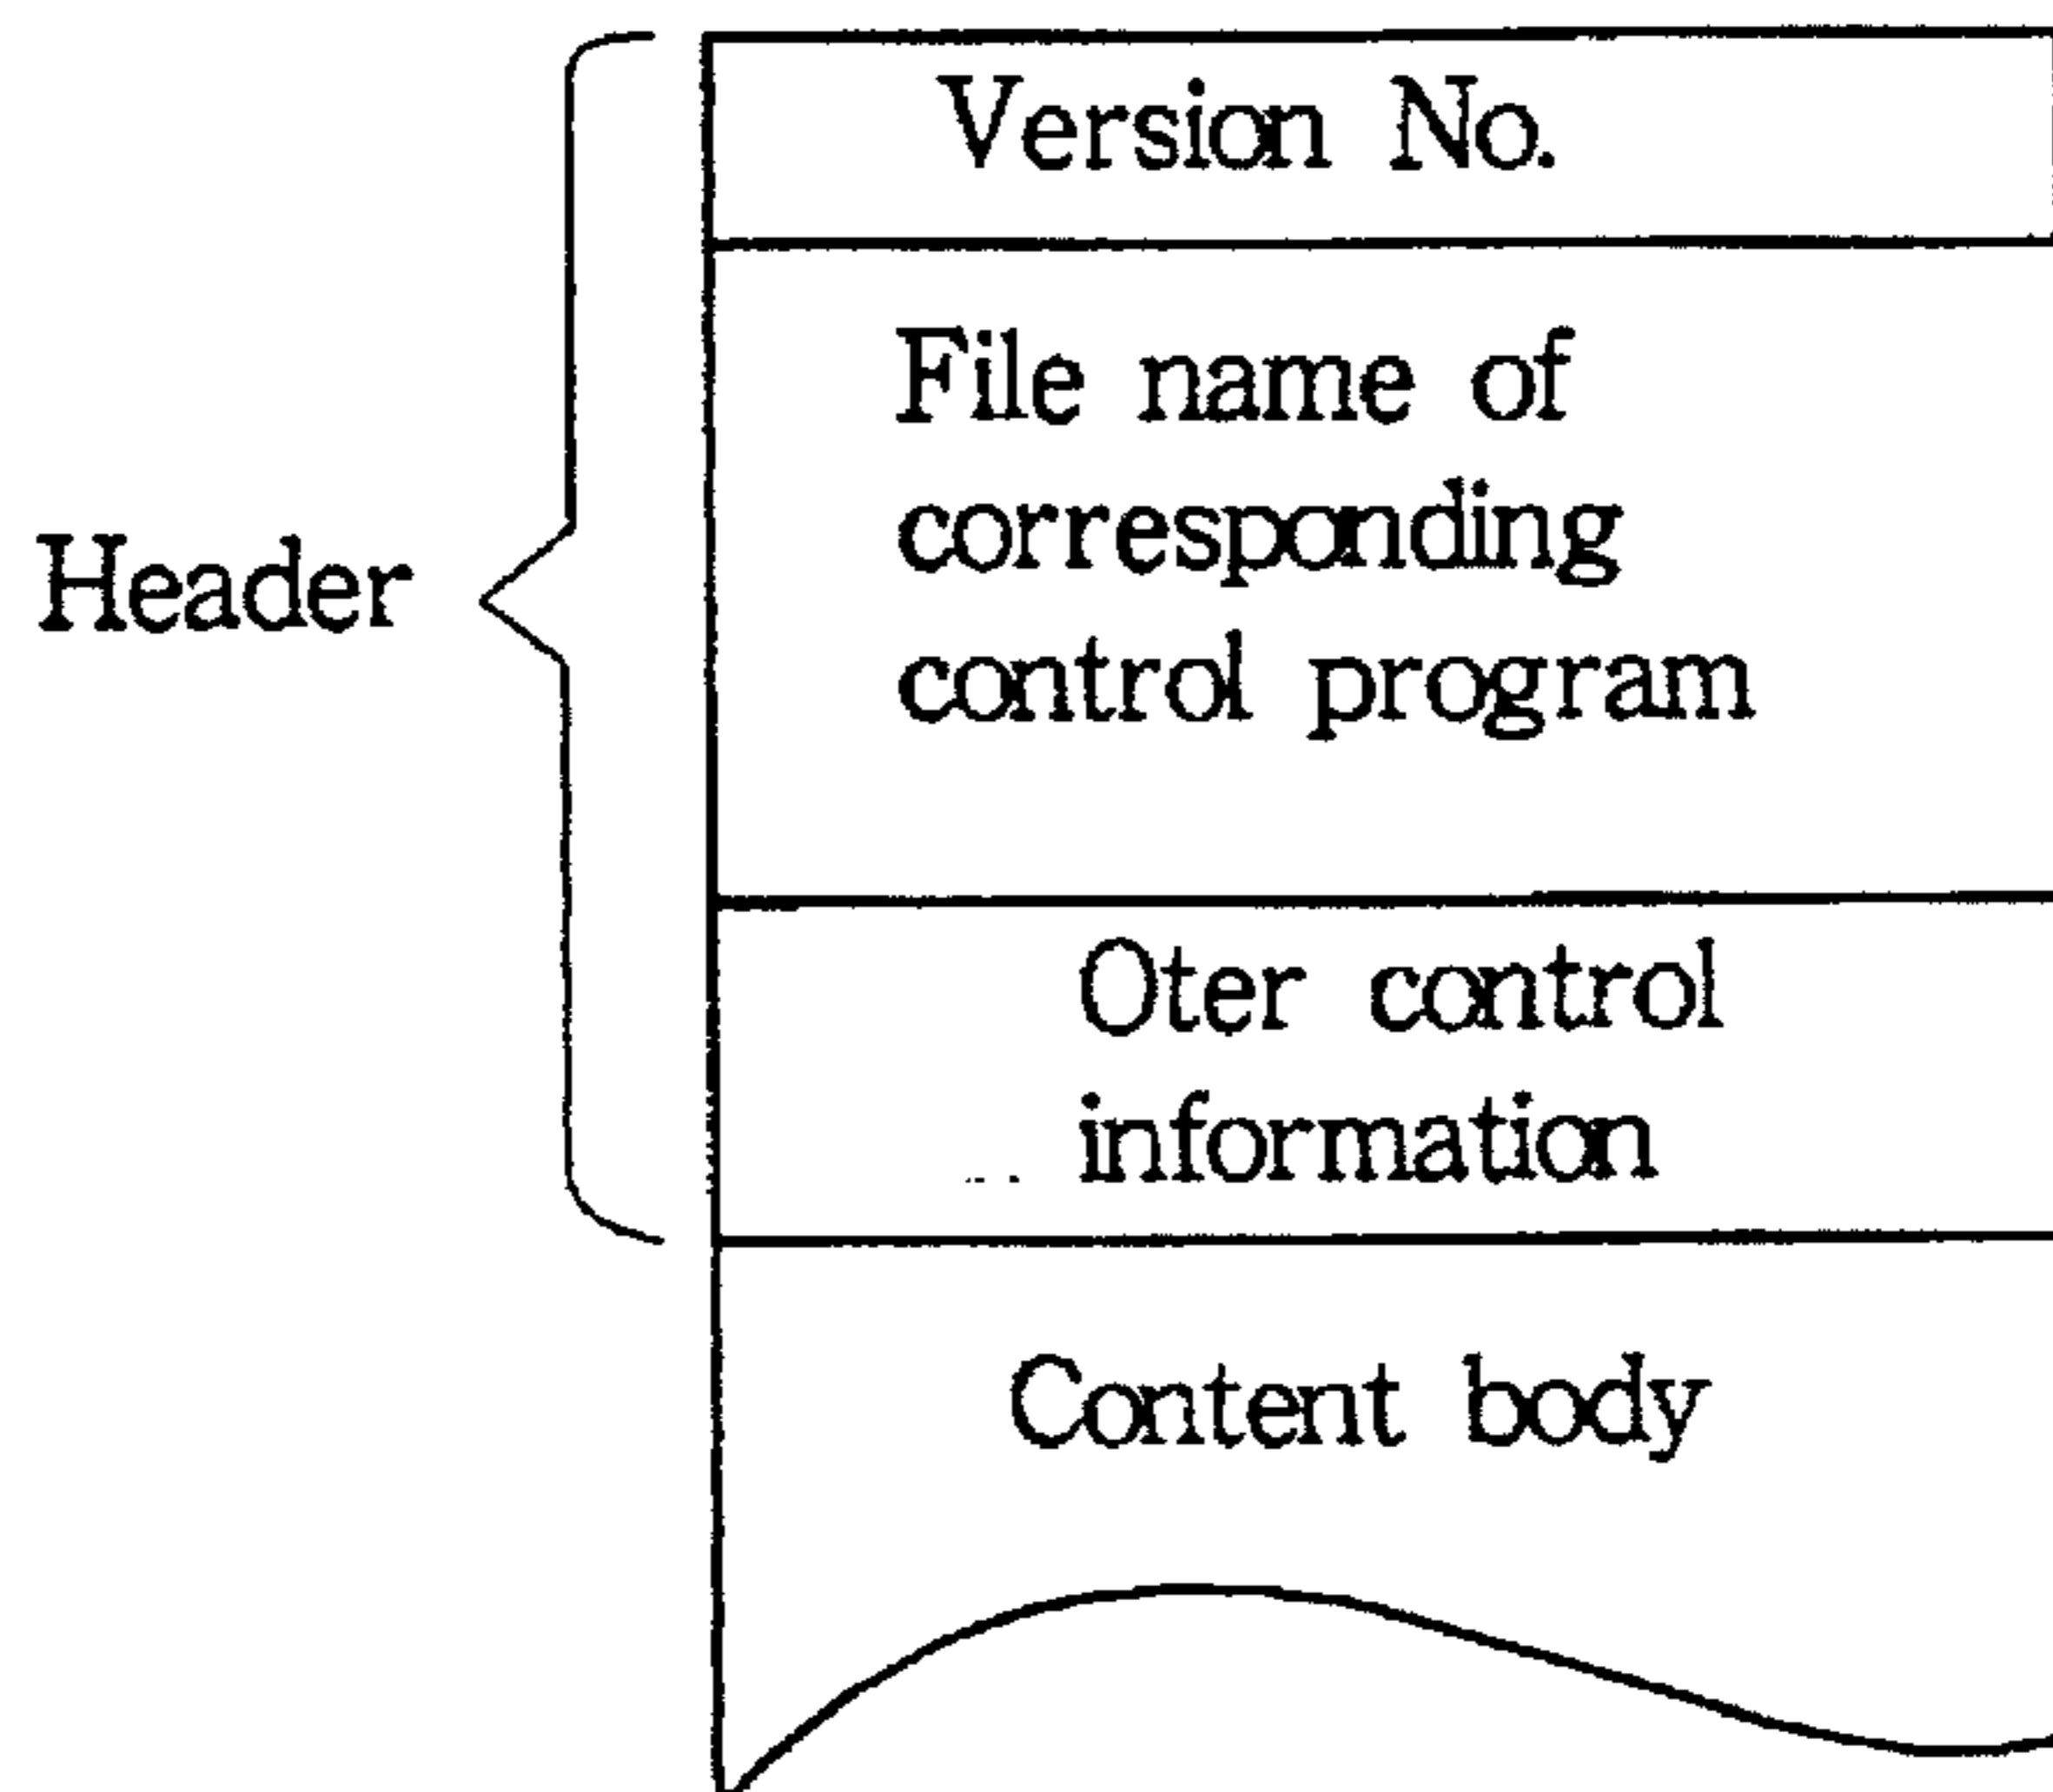 Version No.
File name of
corresponding
control program
Header
Oter control
information
Content body